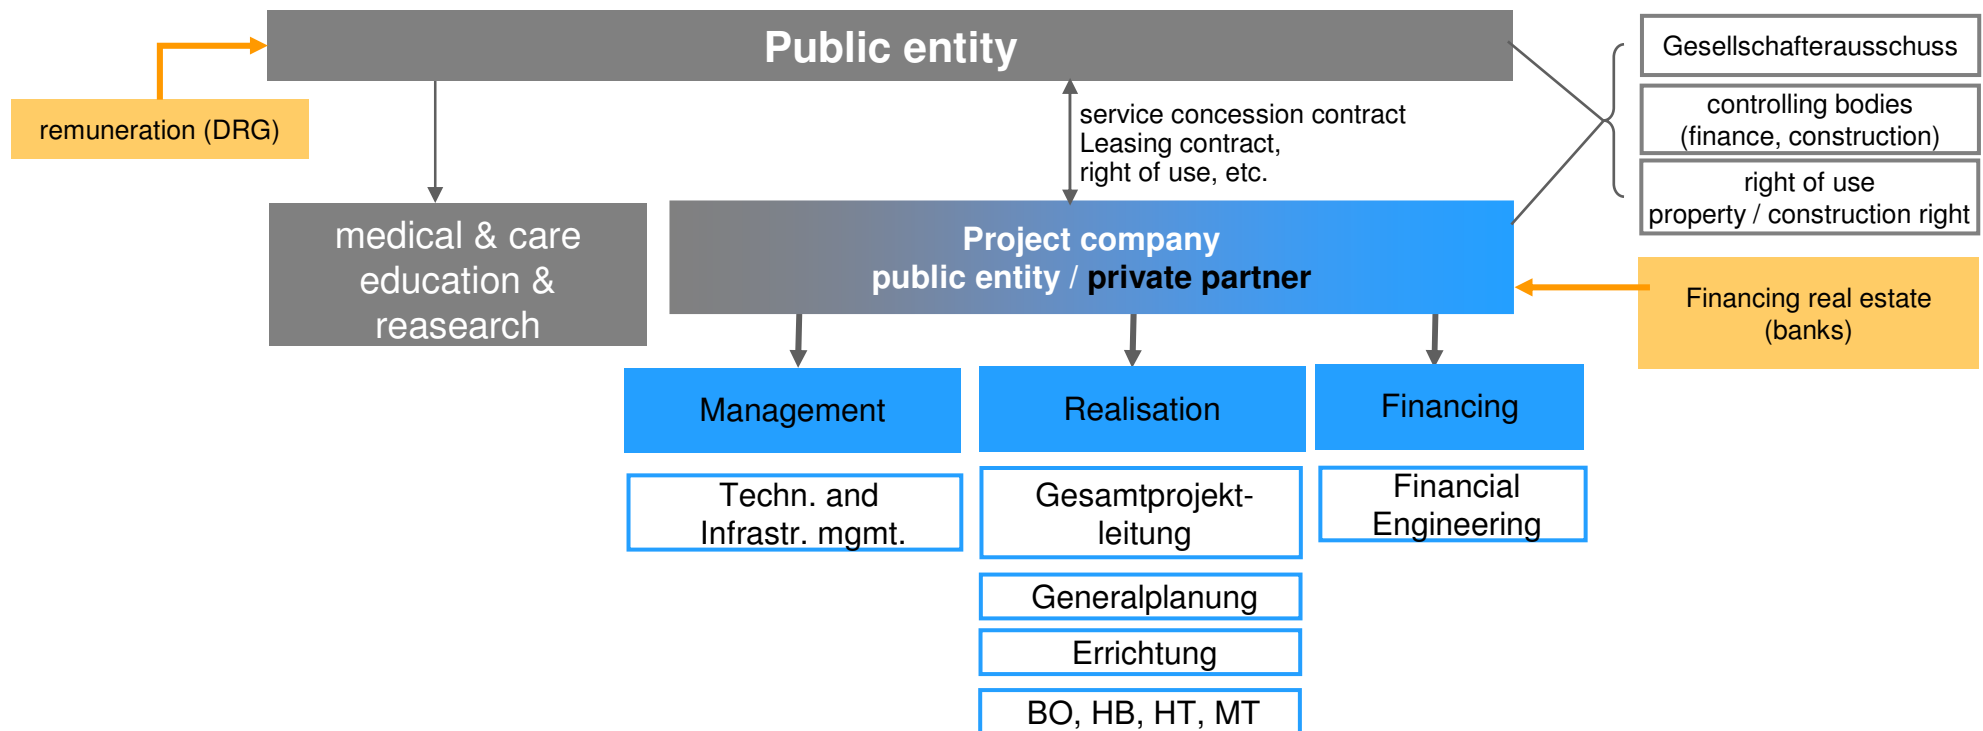 Public entity
remuneration (DRG)
service concession contract
Leasing contract,
right of use, etc.
Gesellschafterausschuss
controlling bodies
(finance, construction)
right of use
property / construction right
medical & care
education &
reasearch
Project company
public entity / private partner
Financing real estate
(banks)
Management
Realisation
Financing
Techn. and
Infrastr. mgmt.
Gesamtprojekt-
leitung
Financial
Engineering
Generalplanung
Errichtung
BO, HB, HT, MT